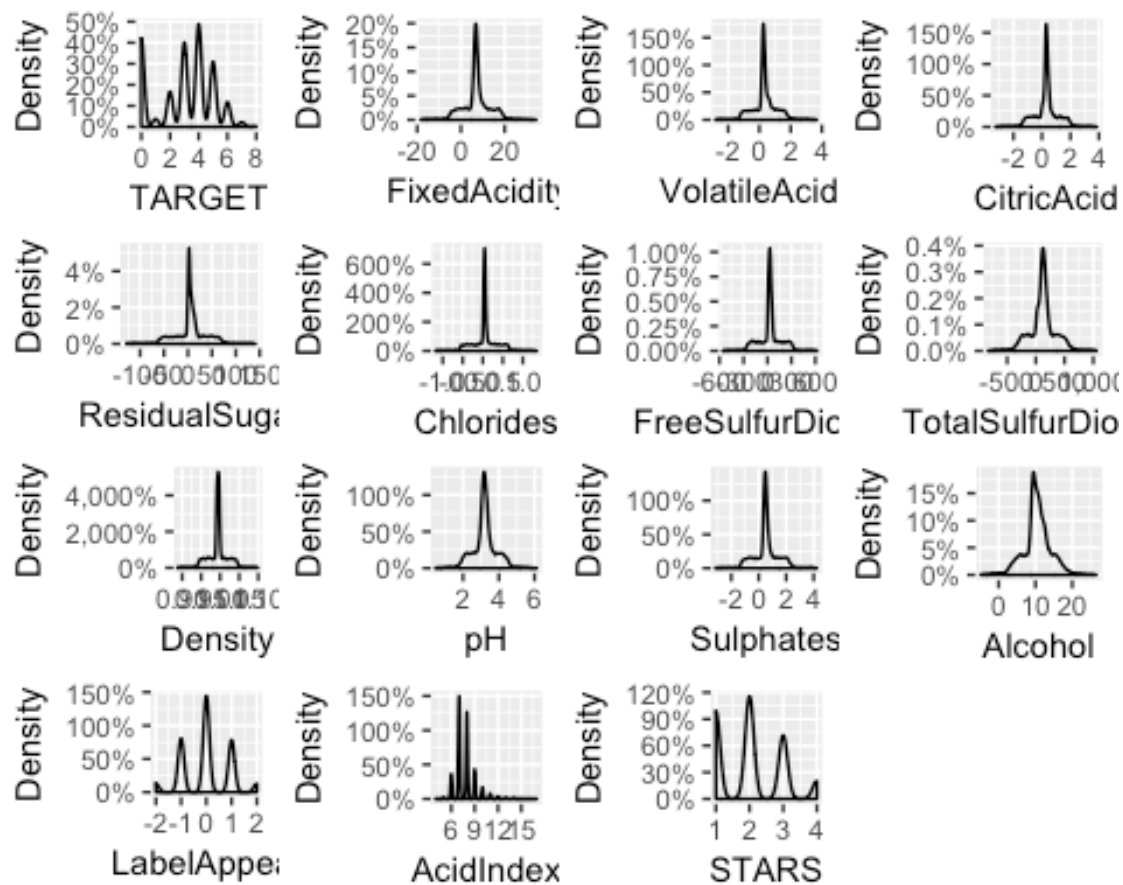 Density
50%
40%
30%
20%
10%
0%
0 2 4 6 8
TARGET
Density
20%
15%
10%
5%
0%
-20 0 20
FixedAcidity
Density
150%
100%
50%
0%
-2 0 2 4
VolatileAcid
Density
150%
100%
50%
0%
-2 0 2 4
CitricAcid
Density
4%
2%
0%
ResidualSuga
Density
600%
400%
200%
0%
Chlorides
Density
1.00%
0.75%
0.50%
0.25%
0.00%
FreeSulfurDio
Density
0.4%
0.3%
0.2%
0.1%
0.0%
TotalSulfurDio
Density
4,000%
2,000%
0%
Density
Density
100%
50%
0%
2 4 6
pH
Density
100%
50%
0%
-2 0 2 4
Sulphates
Density
15%
10%
5%
0%
0 10 20
Alcohol
Density
150%
100%
50%
0%
-2 -1 0 1 2
LabelAppea
Density
150%
100%
50%
0%
6 9 12 15
AcidIndex
Density
120%
90%
60%
30%
0%
1 2 3 4
STARS